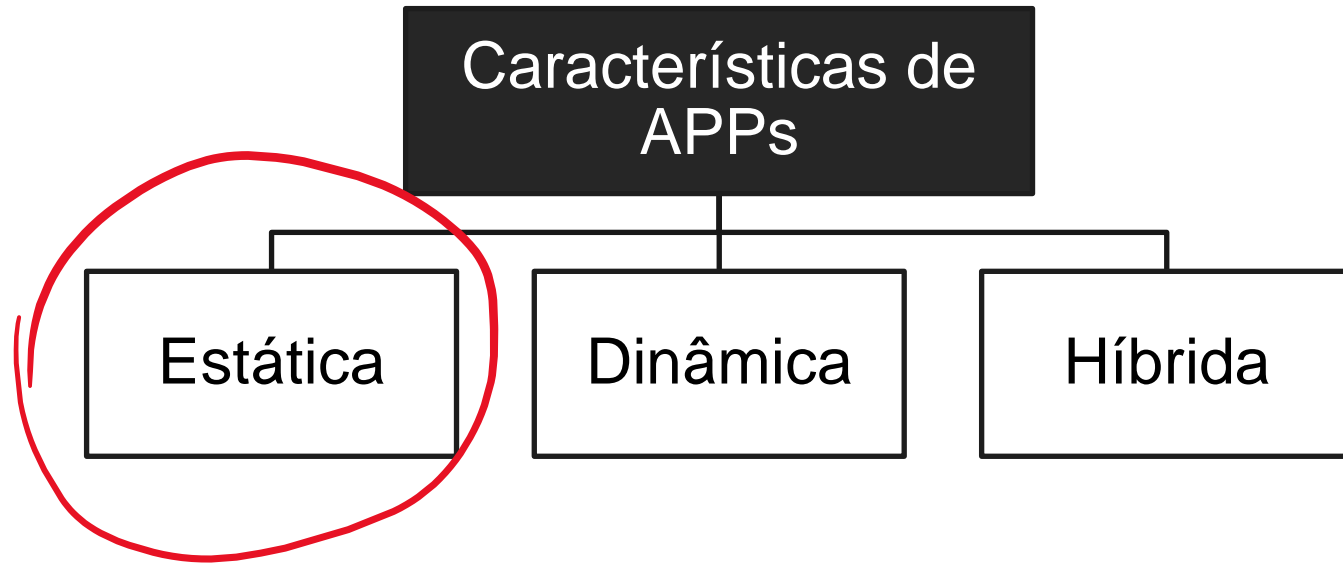 Características de
APPs
Estática
Dinâmica
Híbrida